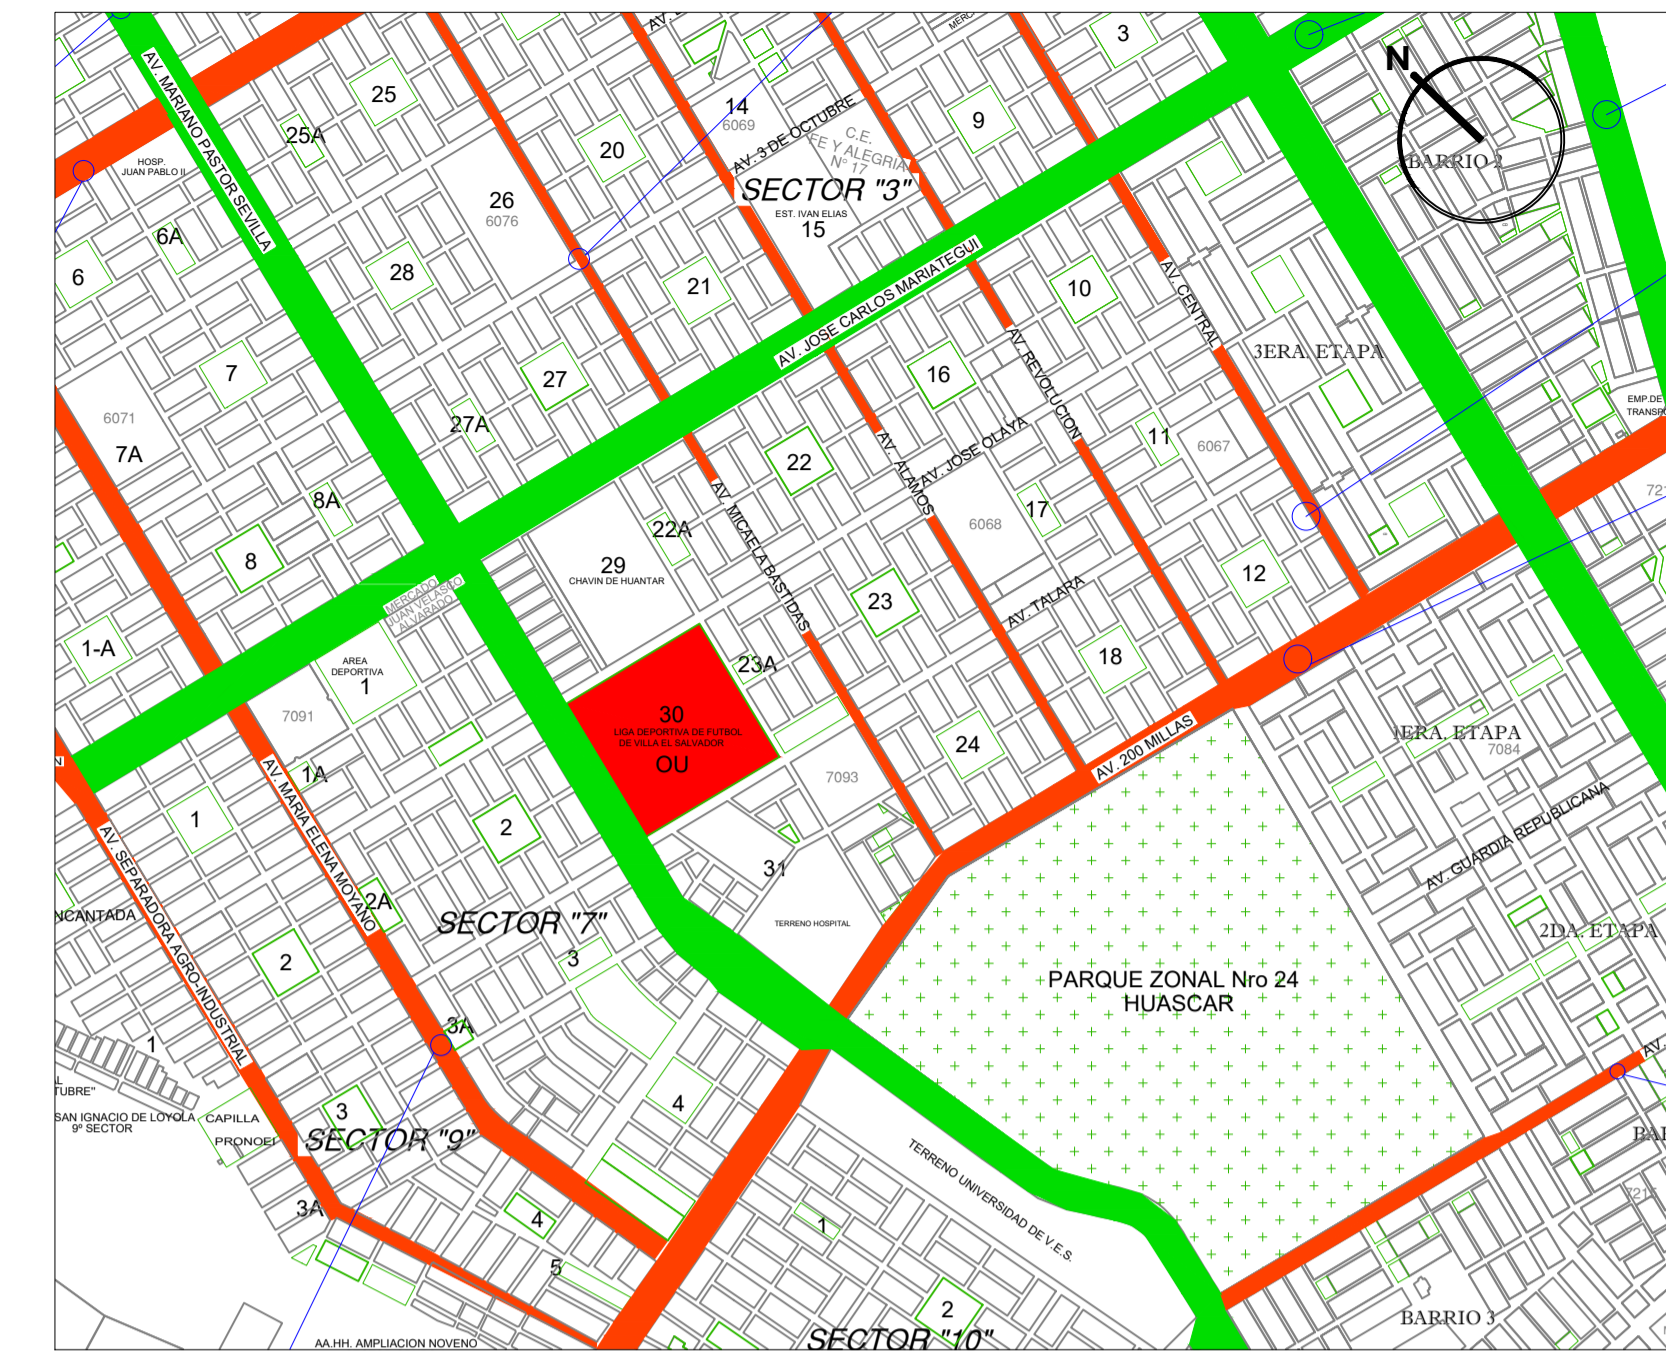 AV. MARIANO PASTOR SEVILLA
25
25A
HOSP.
JUAN PABLO II
6A
6
20
26
6076
28
21
27
27A
7
6071
7A
8A
8
14
6069
AV. 3 DE OCTUBRE
C.E.
FE Y ALEGRIA
N° 17
SECTOR "3"
EST. IVAN ELIAS
15
9
3
N
BARRIO 2
AV. JOSE CARLOS MARIATEGUI
10
AV. CENTRAL
3ERA. ETAPA
16
AV. REVOLUCION
AV. JOSE OLAYA
11
6067
EMP.DE
22
AV. ALAMOS
17
6068
22A
29
CHAVIN DE HUANTAR
AV. MICAELA BASTIDAS
23
12
AV. TALARA
18
MERCADO
JUAN VELASCO
ALVARADO
1-A
AREA
DEPORTIVA
1
7091
23A
30
LIGA DEPORTIVA DE FUTBOL
DE VILLA EL SALVADOR
OU
24
AV. 200 MILLAS
1ERA. ETAPA
7084
7093
1A
1
AV. MARIA ELENA MOYANO
2
AV. SEPARADORA AGRO-INDUSTRIAL
AV. GUARDIA REPUBLICANA
31
2A
NCANTADA
SECTOR "7"
TERRENO HOSPITAL
2DA. ETAPA
3
2
PARQUE ZONAL Nro 24
HUASCAR
3A
1
TUBRE"
SAN IGNACIO DE LOYOLA
9º SECTOR
CAPILLA
PRONOEI
3
SECTOR "9"
4
AV.
TERRENO UNIVERSIDAD DE V.E.S.
3A
4
1
5
2
BARRIO 3
AA.HH. AMPLIACION NOVENO
SECTOR "10"